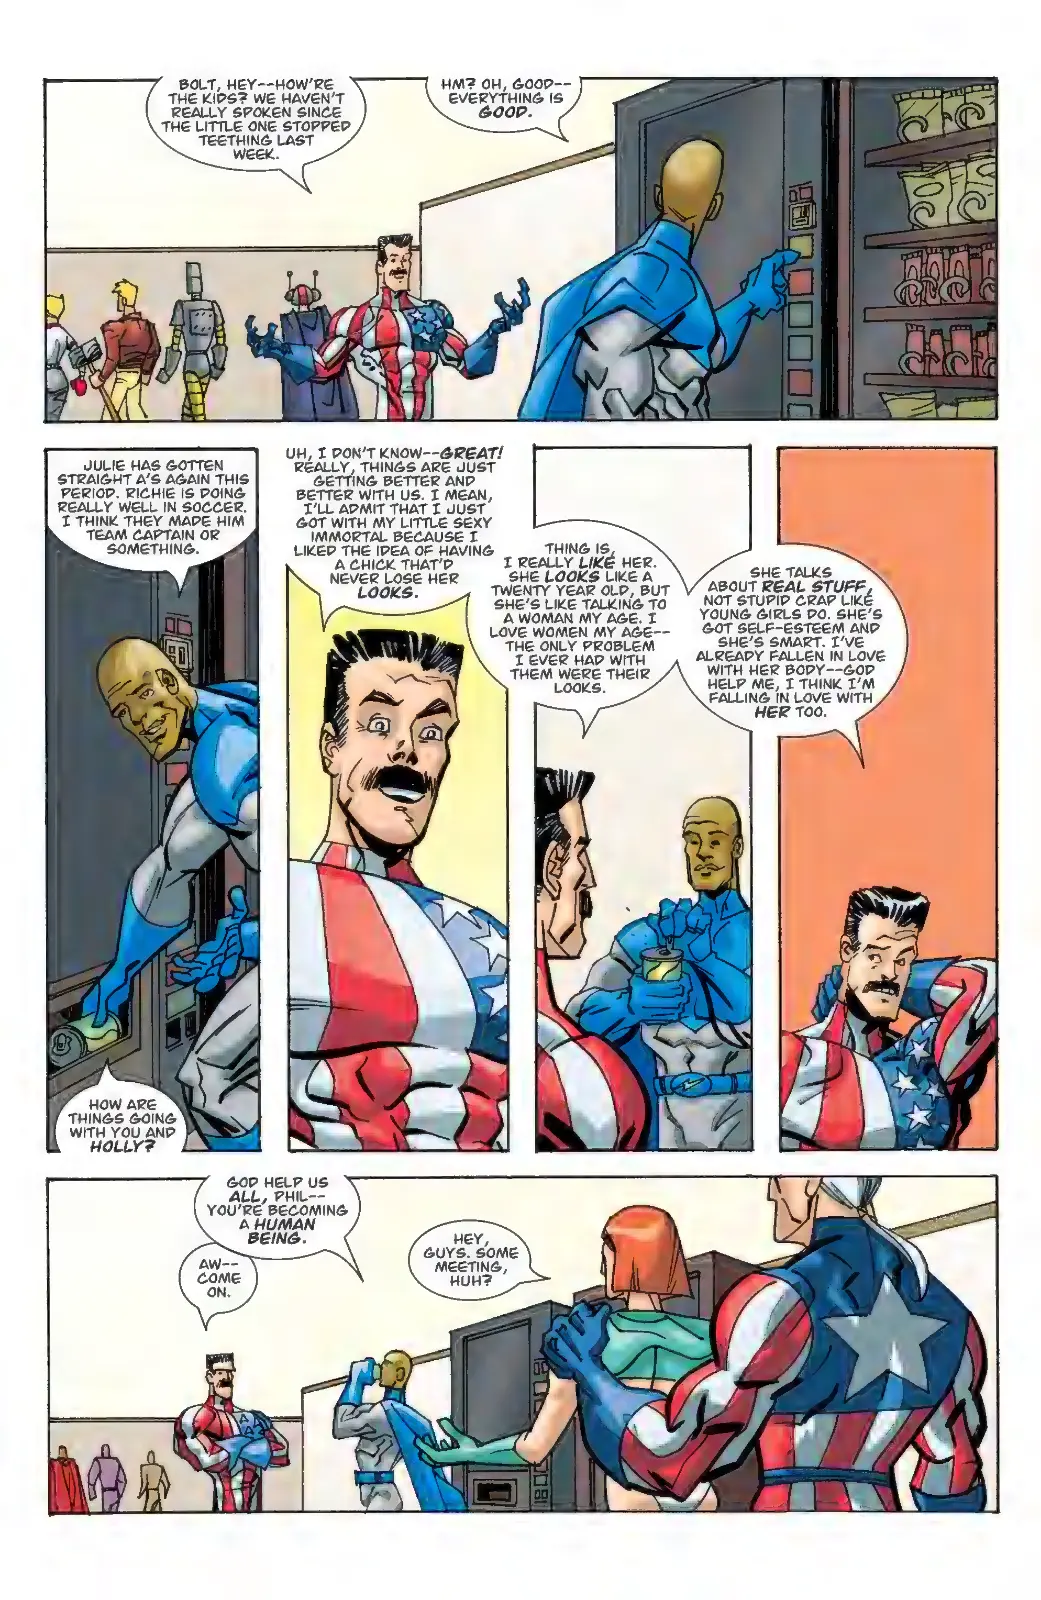 BOLT, HEY--HOW'RE
THE KIDS? WE HAVEN'T
REALLY SPOKEN SINCE
THE LITTLE ONE STOPPED
TEETHING LAST
WEEK.
HM? OH, GOOD--
EVERYTHING IS
GOOD.
JULIE HAS GOTTEN
STRAIGHT A'S AGAIN THIS
PERIOD. RICHIE IS DOING
REALLY WELL IN SOCCER.
I THINK THEY MADE HIM
TEAM CAPTAIN OR
SOMETHING.
HOW ARE
THINGS GOING
WITH YOU AND
HOLLY?
UH, I DON'T KNOW--GREAT!
REALLY, THINGS ARE JUST
GETTING BETTER AND
BETTER WITH US. I MEAN,
I'LL ADMIT THAT I JUST
GOT WITH MY LITTLE SEXY
IMMORTAL BECAUSE I
LIKED THE IDEA OF HAVING
A CHICK THAT'D
NEVER LOSE HER
LOOKS.
THING IS,
I REALLY LIKE HER.
SHE LOOKS LIKE A
TWENTY YEAR OLD, BUT
SHE'S LIKE TALKING TO
A WOMAN MY AGE. I
LOVE WOMEN MY AGE--
THE ONLY PROBLEM
I EVER HAD WITH
THEM WERE THEIR
LOOKS.
SHE TALKS
ABOUT REAL STUFF,
NOT STUPID CRAP LIKE
YOUNG GIRLS DO. SHE'S
GOT SELF-ESTEEM AND
SHE'S SMART. I'VE
ALREADY FALLEN IN LOVE
WITH HER BODY--GOD
HELP ME, I THINK I'M
FALLING IN LOVE WITH
HER TOO.
GOD HELP US
ALL, PHIL--
YOU'RE BECOMING
A HUMAN
BEING.
AW--
COME
ON.
HEY,
GUYS. SOME
MEETING,
HUH?